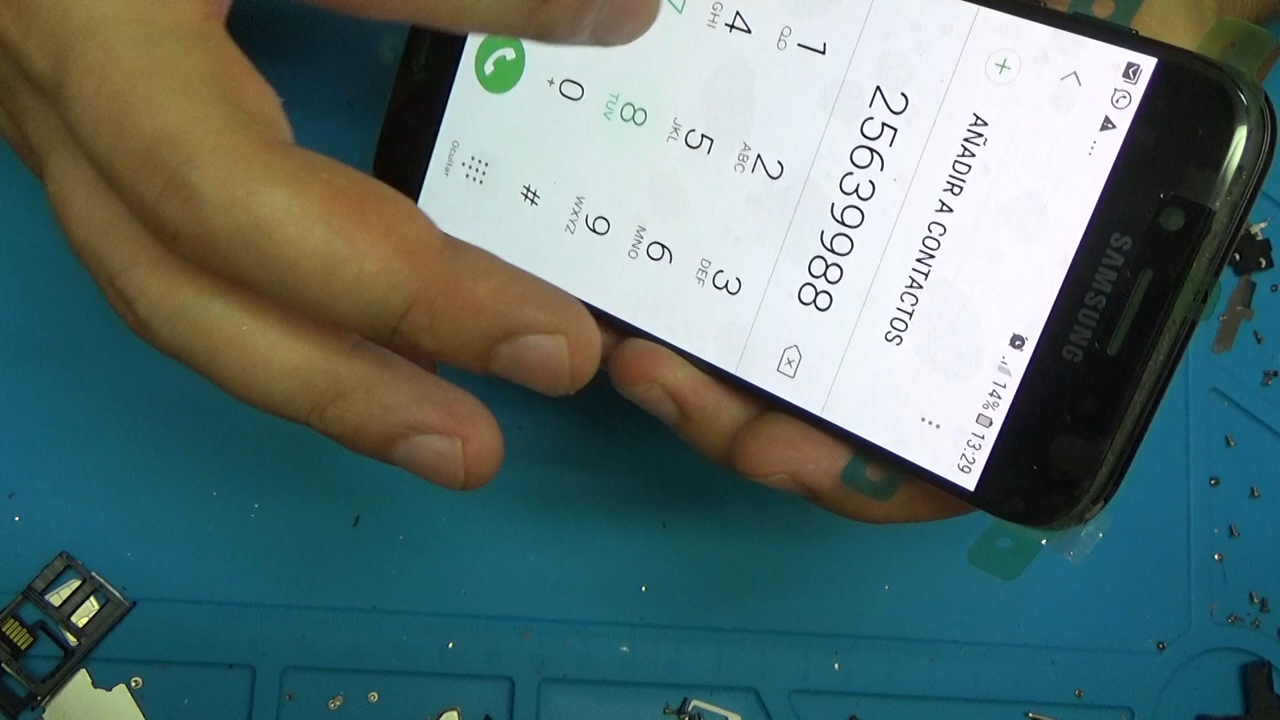 SAMSUNG
14% 13:29
AÑADIR A CONTACTOS
25639988
1 2 ABC 3 DEF
4 GHI 5 JKL 6 MNO
7 8 TUV 9 WXYZ
0 + #
Ocultar